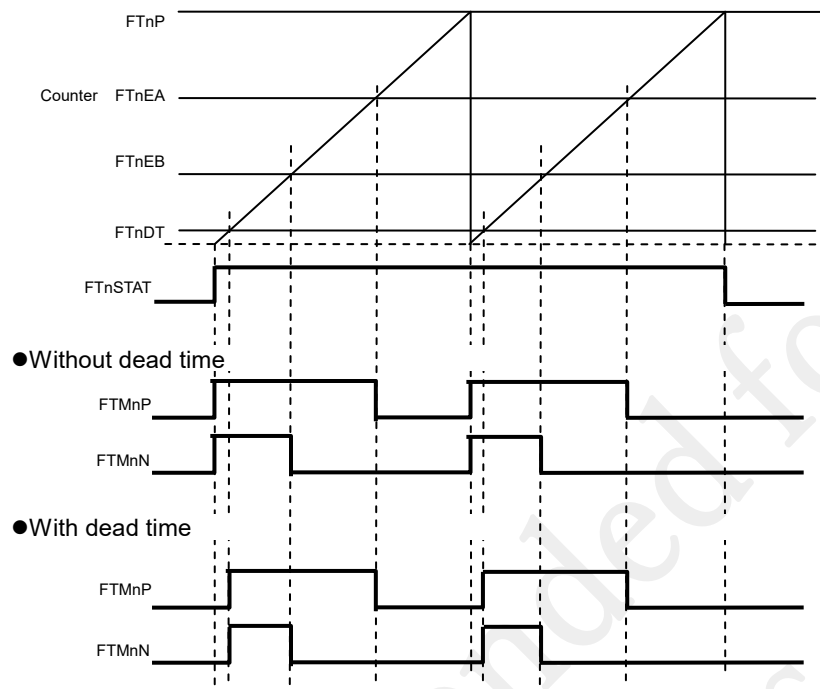 FTnP
Counter FTnEA
FTnEB
FTnDT
FTnSTAT
●Without dead time
FTMnP
FTMnN
●With dead time
FTMnP
FTMnN